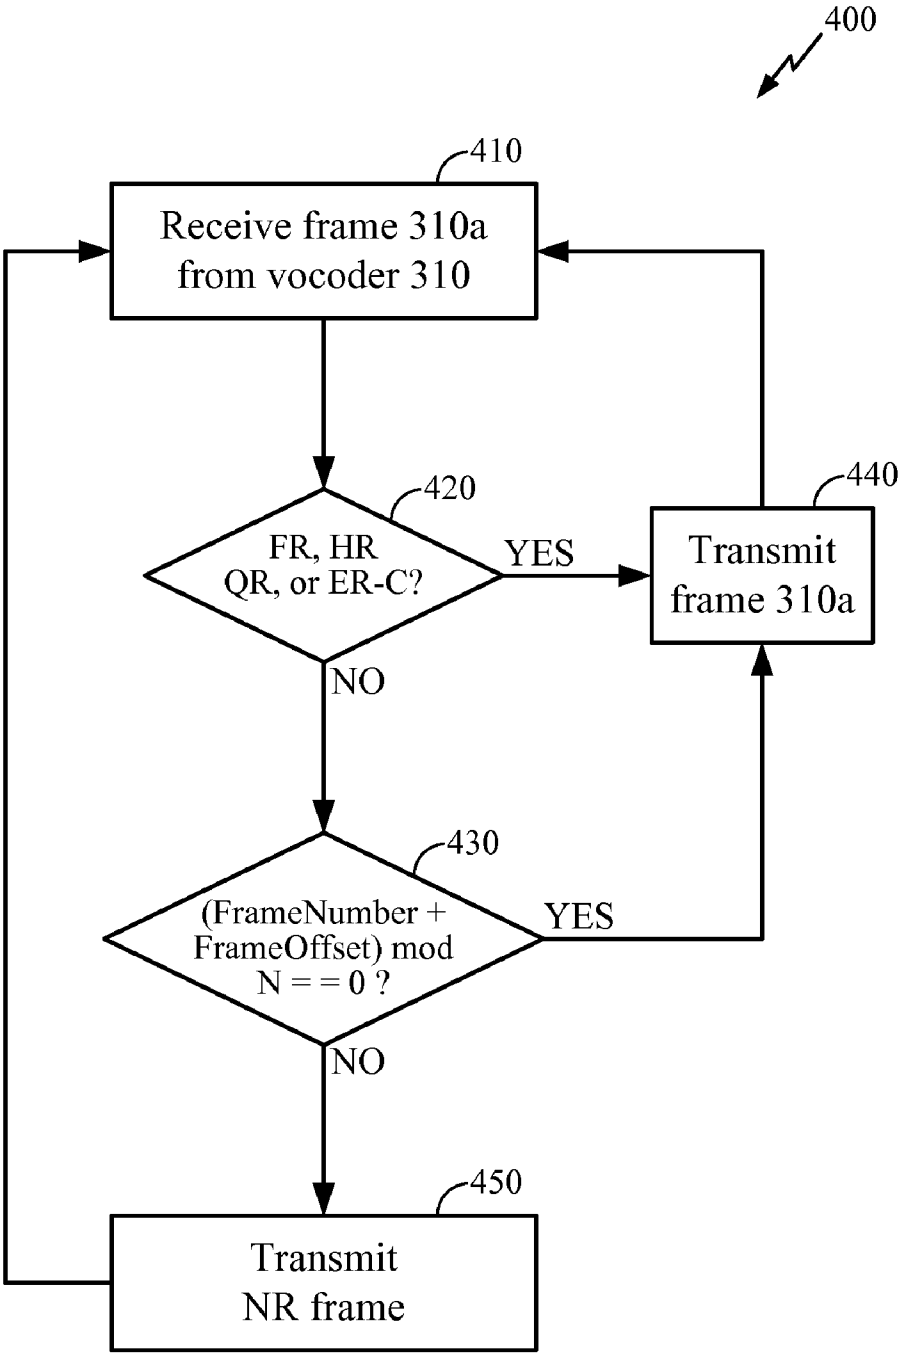 400
410
Receive frame 310a
from vocoder 310
420
FR, HR
QR, or ER-C?
YES
440
Transmit
frame 310a
NO
430
(FrameNumber +
FrameOffset) mod
N = = 0 ?
YES
NO
450
Transmit
NR frame